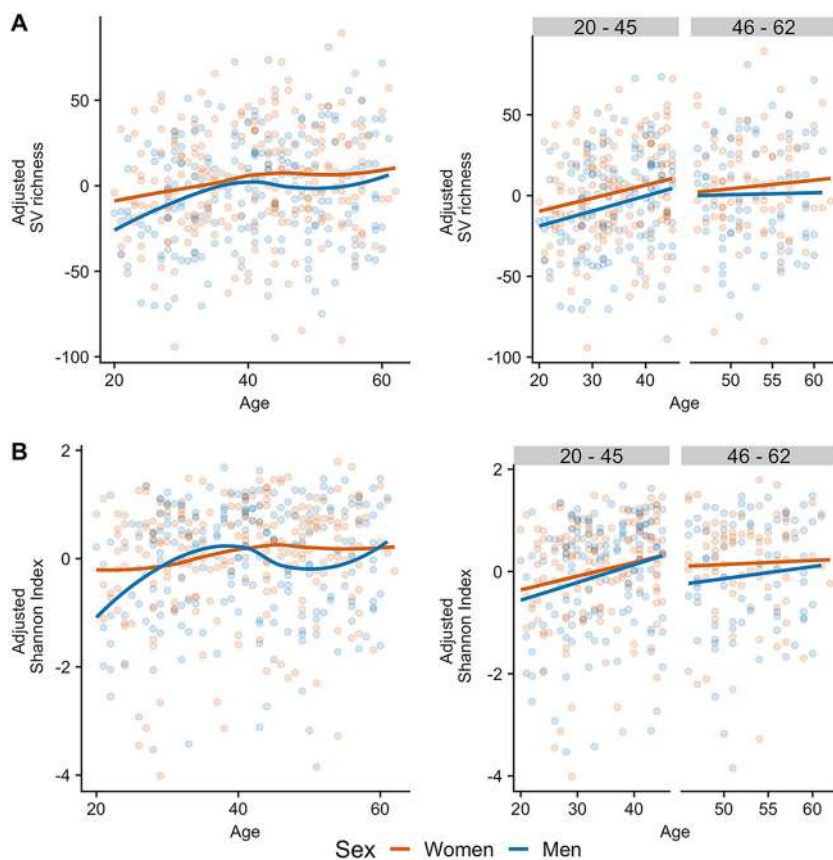 A
20 - 45
46 - 62
Adjusted
SV richness
50
0
-50
-100
20
40
60
Age
Adjusted
SV richness
50
0
-50
-100
20
30
40
50
55
60
Age
B
20 - 45
46 - 62
Adjusted
Shannon Index
2
0
-2
-4
20
40
60
Age
Adjusted
Shannon Index
2
0
-2
-4
20
30
40
50
55
60
Age
Sex
Women
Men